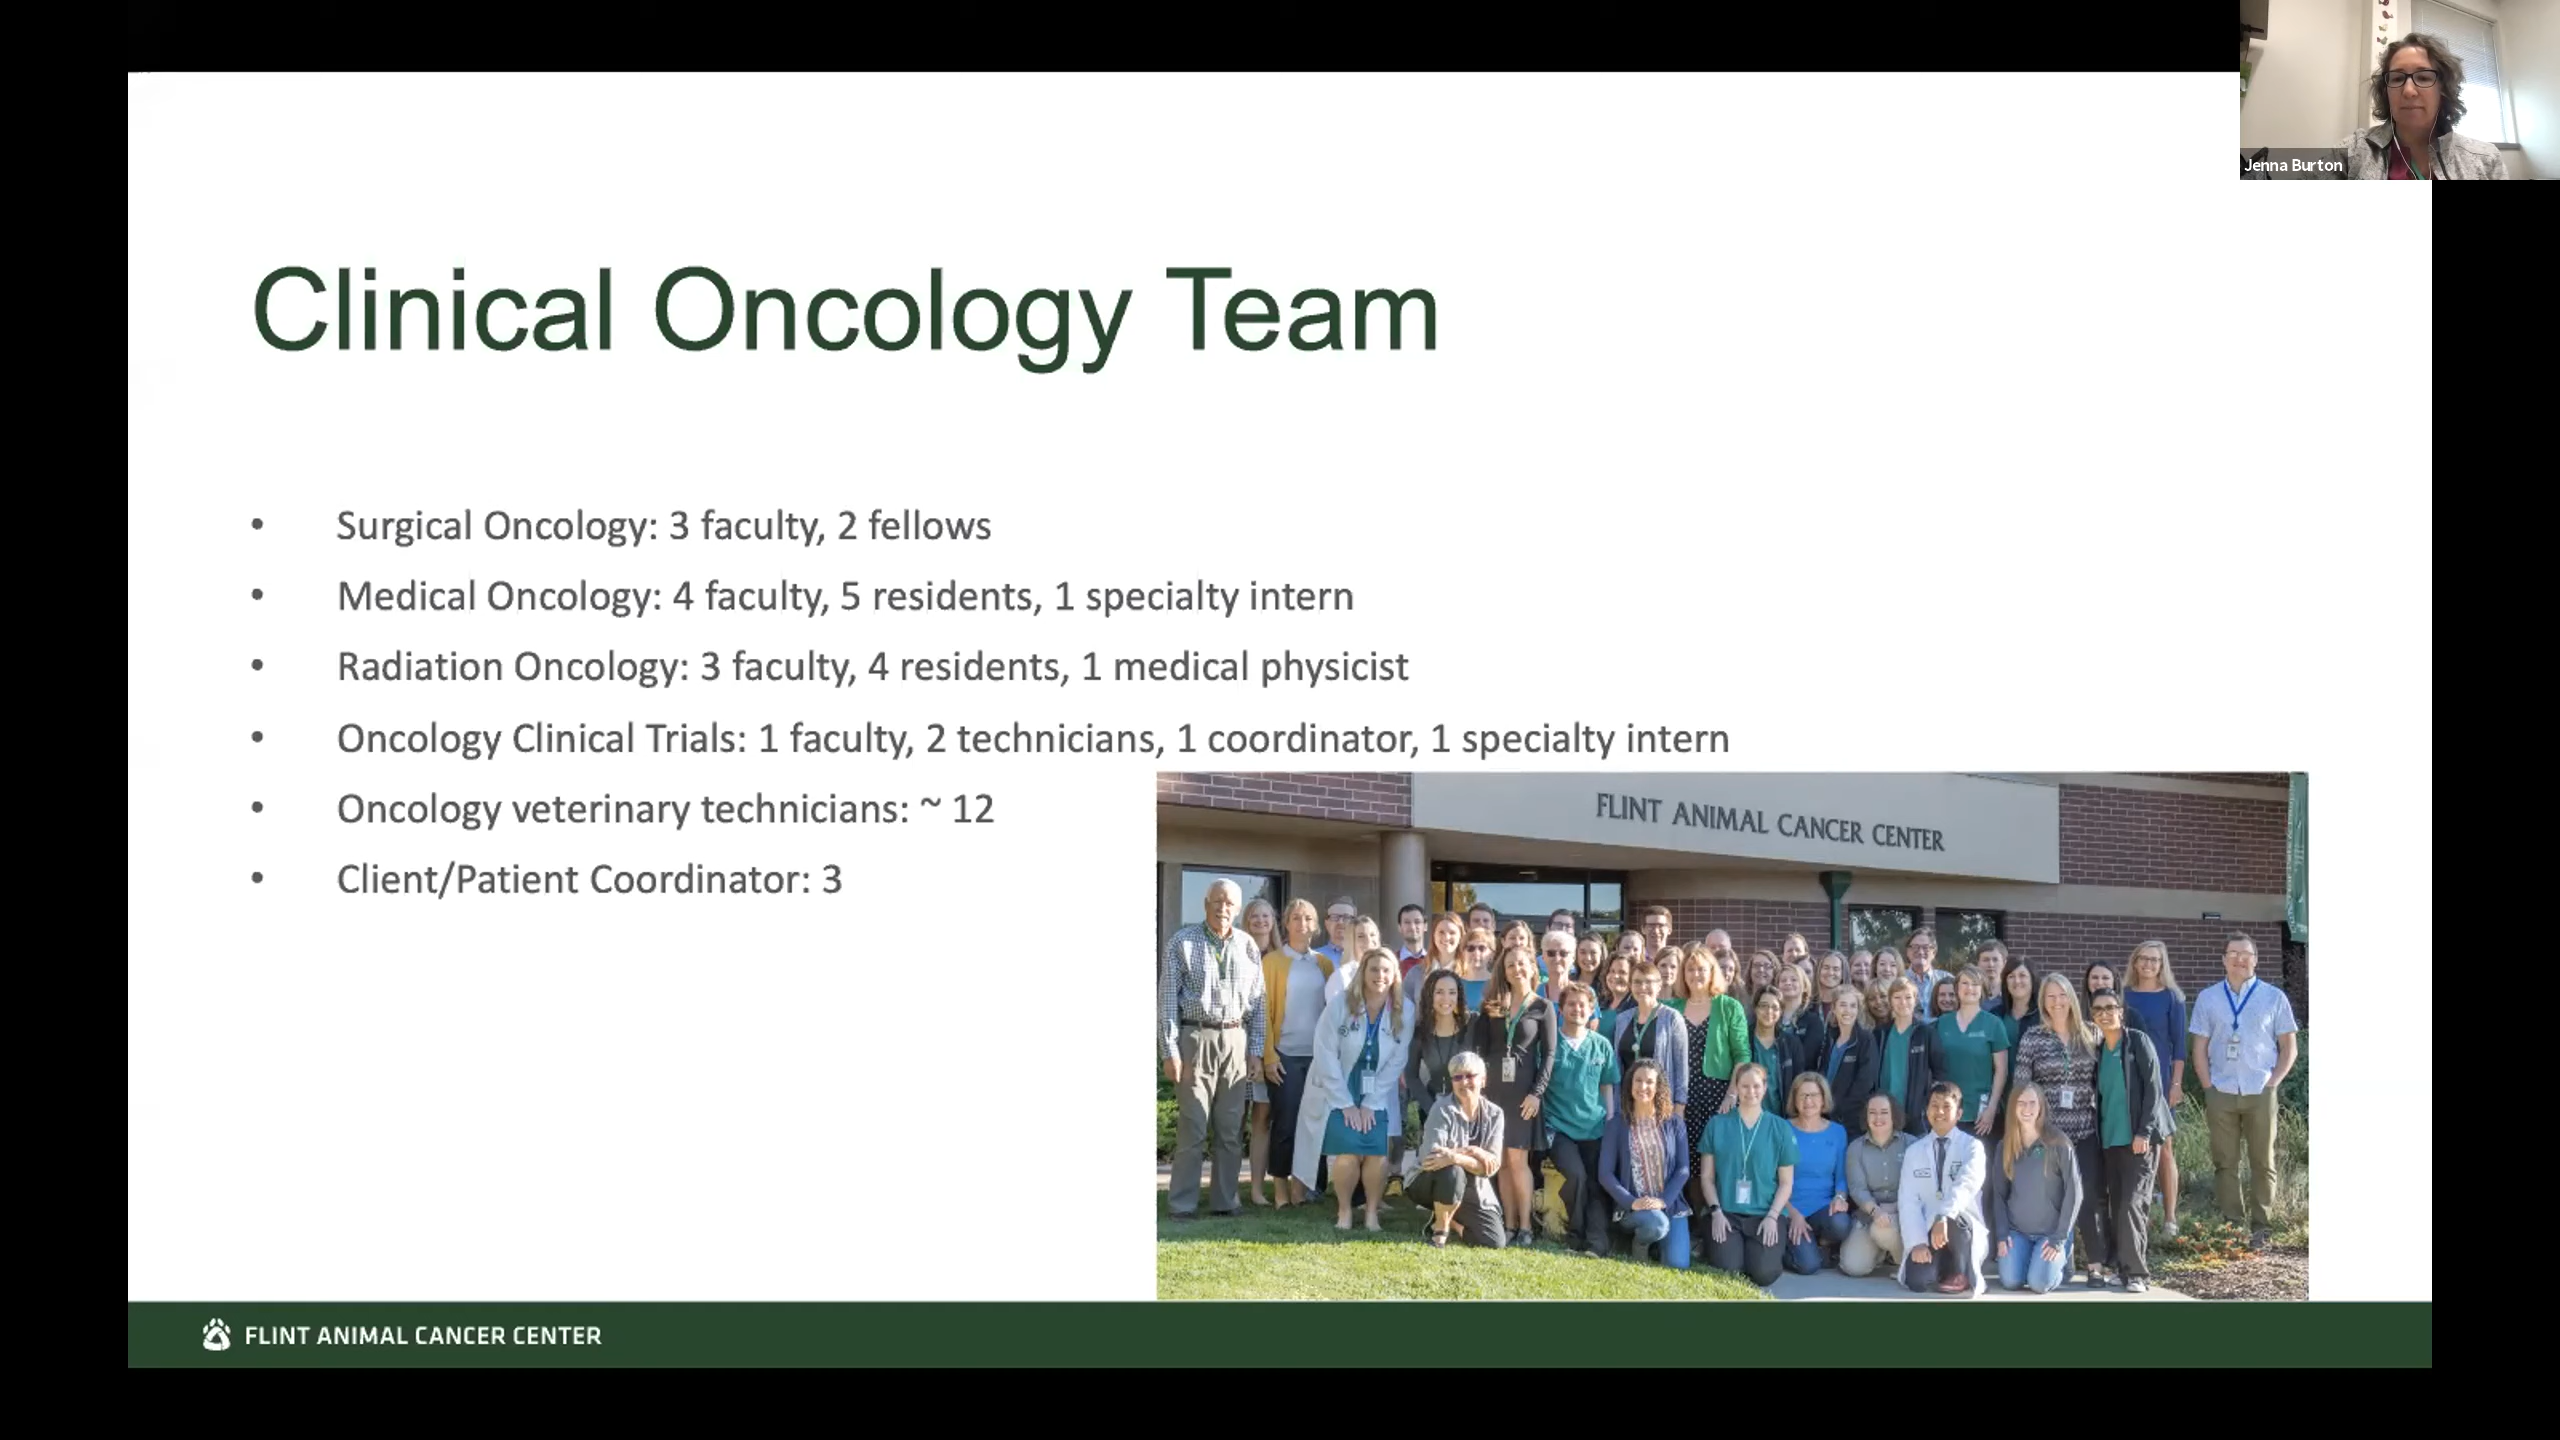 Jenna Burton
Clinical Oncology Team
• Surgical Oncology: 3 faculty, 2 fellows
• Medical Oncology: 4 faculty, 5 residents, 1 specialty intern
• Radiation Oncology: 3 faculty, 4 residents, 1 medical physicist
• Oncology Clinical Trials: 1 faculty, 2 technicians, 1 coordinator, 1 specialty intern
• Oncology veterinary technicians: ~ 12
• Client/Patient Coordinator: 3
FLINT ANIMAL CANCER CENTER
FLINT ANIMAL CANCER CENTER